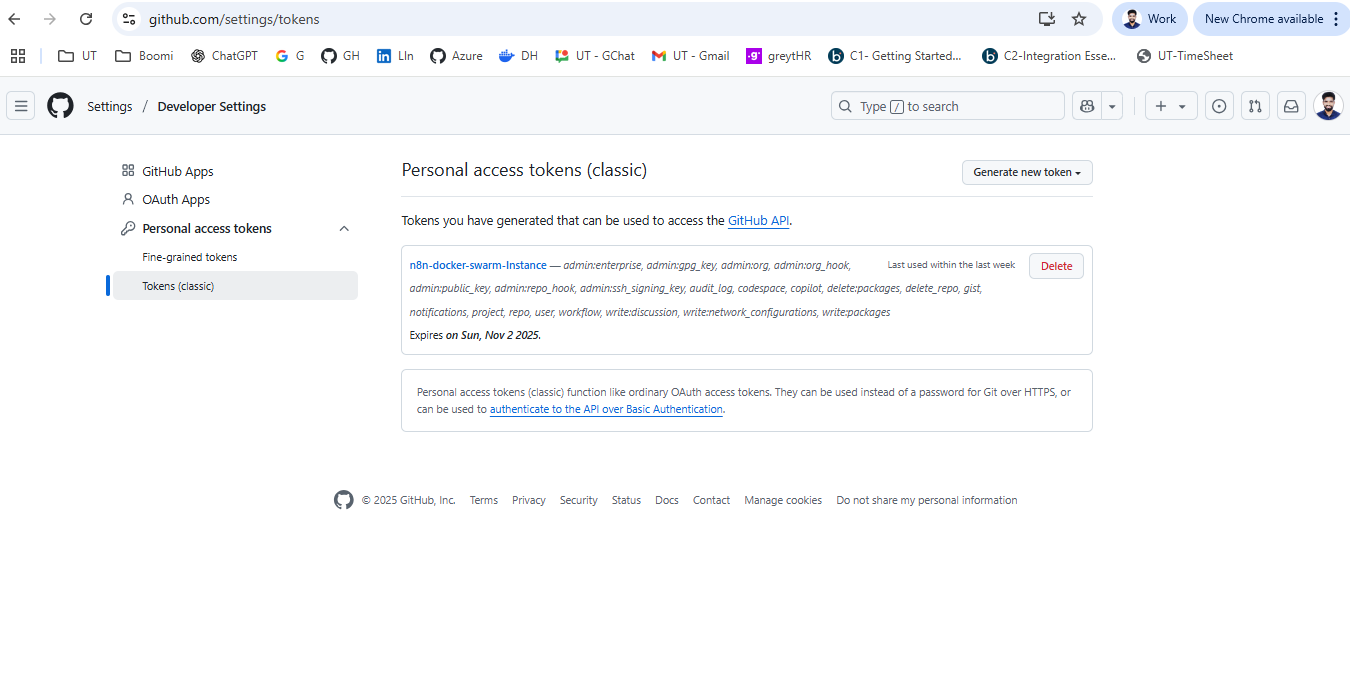 github.com/settings/tokens
Work
New Chrome available
UT
Boomi
ChatGPT
G
GH
LIn
Azure
DH
UT - GChat
UT - Gmail
greytHR
C1- Getting Started...
C2-Integration Esse...
UT-TimeSheet
Settings / Developer Settings
Type / to search
GitHub Apps
OAuth Apps
Personal access tokens
Fine-grained tokens
Tokens (classic)
Personal access tokens (classic)
Generate new token
Tokens you have generated that can be used to access the GitHub API.
n8n-docker-swarm-Instance — admin:enterprise, admin:gpg_key, admin:org, admin:org_hook,
Last used within the last week
Delete
admin:public_key, admin:repo_hook, admin:ssh_signing_key, audit_log, codespace, copilot, delete:packages, delete_repo, gist,
notifications, project, repo, user, workflow, write:discussion, write:network_configurations, write:packages
Expires on Sun, Nov 2 2025.
Personal access tokens (classic) function like ordinary OAuth access tokens. They can be used instead of a password for Git over HTTPS, or
can be used to authenticate to the API over Basic Authentication.
© 2025 GitHub, Inc.
Terms
Privacy
Security
Status
Docs
Contact
Manage cookies
Do not share my personal information